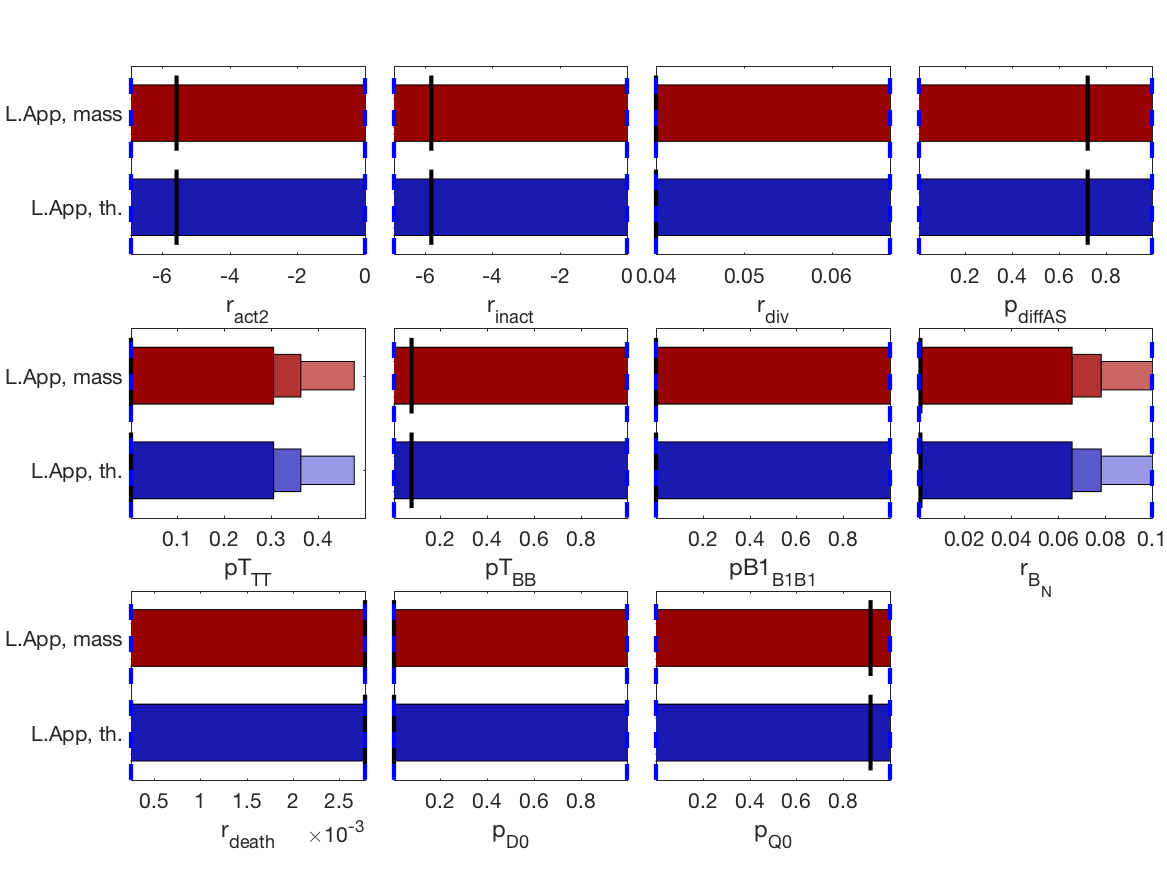 L.App, mass
L.App, th.
-6 -4 -2 0
r_act2
-6 -4 -2 0
r_inact
0.04 0.05 0.06
r_div
0.2 0.4 0.6 0.8
p_diffAS
L.App, mass
L.App, th.
0.1 0.2 0.3 0.4
pT_TT
0.2 0.4 0.6 0.8
pT_BB
0.2 0.4 0.6 0.8
pB1_B1B1
0.02 0.04 0.06 0.08 0.1
r_B_N
L.App, mass
L.App, th.
0.5 1 1.5 2 2.5
r_death ×10^-3
0.2 0.4 0.6 0.8
p_D0
0.2 0.4 0.6 0.8
p_Q0